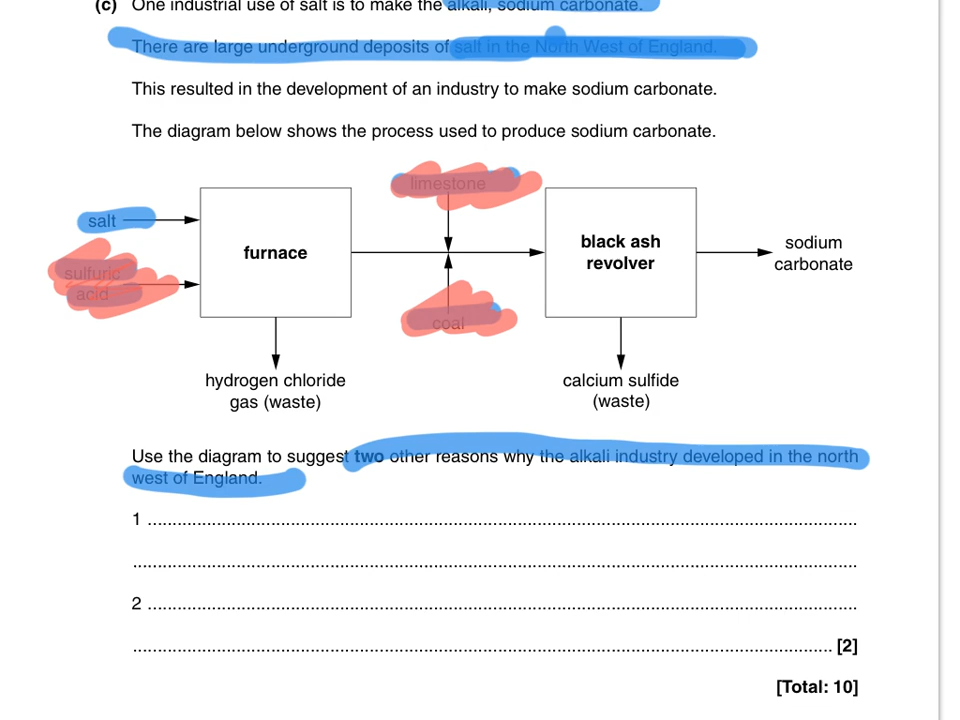 (c) One industrial use of salt is to make the alkali, sodium carbonate.
There are large underground deposits of salt in the North West of England.
This resulted in the development of an industry to make sodium carbonate.
The diagram below shows the process used to produce sodium carbonate.
limestone
salt
furnace
black ash
revolver
sodium
carbonate
sulfuric
acid
coal
hydrogen chloride
gas (waste)
calcium sulfide
(waste)
Use the diagram to suggest two other reasons why the alkali industry developed in the north
west of England.
1 ................................................................
................................................................
2 ................................................................
................................................................ [2]
[Total: 10]